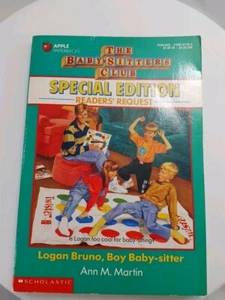 APPLE
PAPERBACKS
THE
BABY-SITTERS
CLUB
SPECIAL EDITION
READERS' REQUEST
Is Logan too cool for baby-sitting?
Logan Bruno, Boy Baby-sitter
Ann M. Martin
SCHOLASTIC